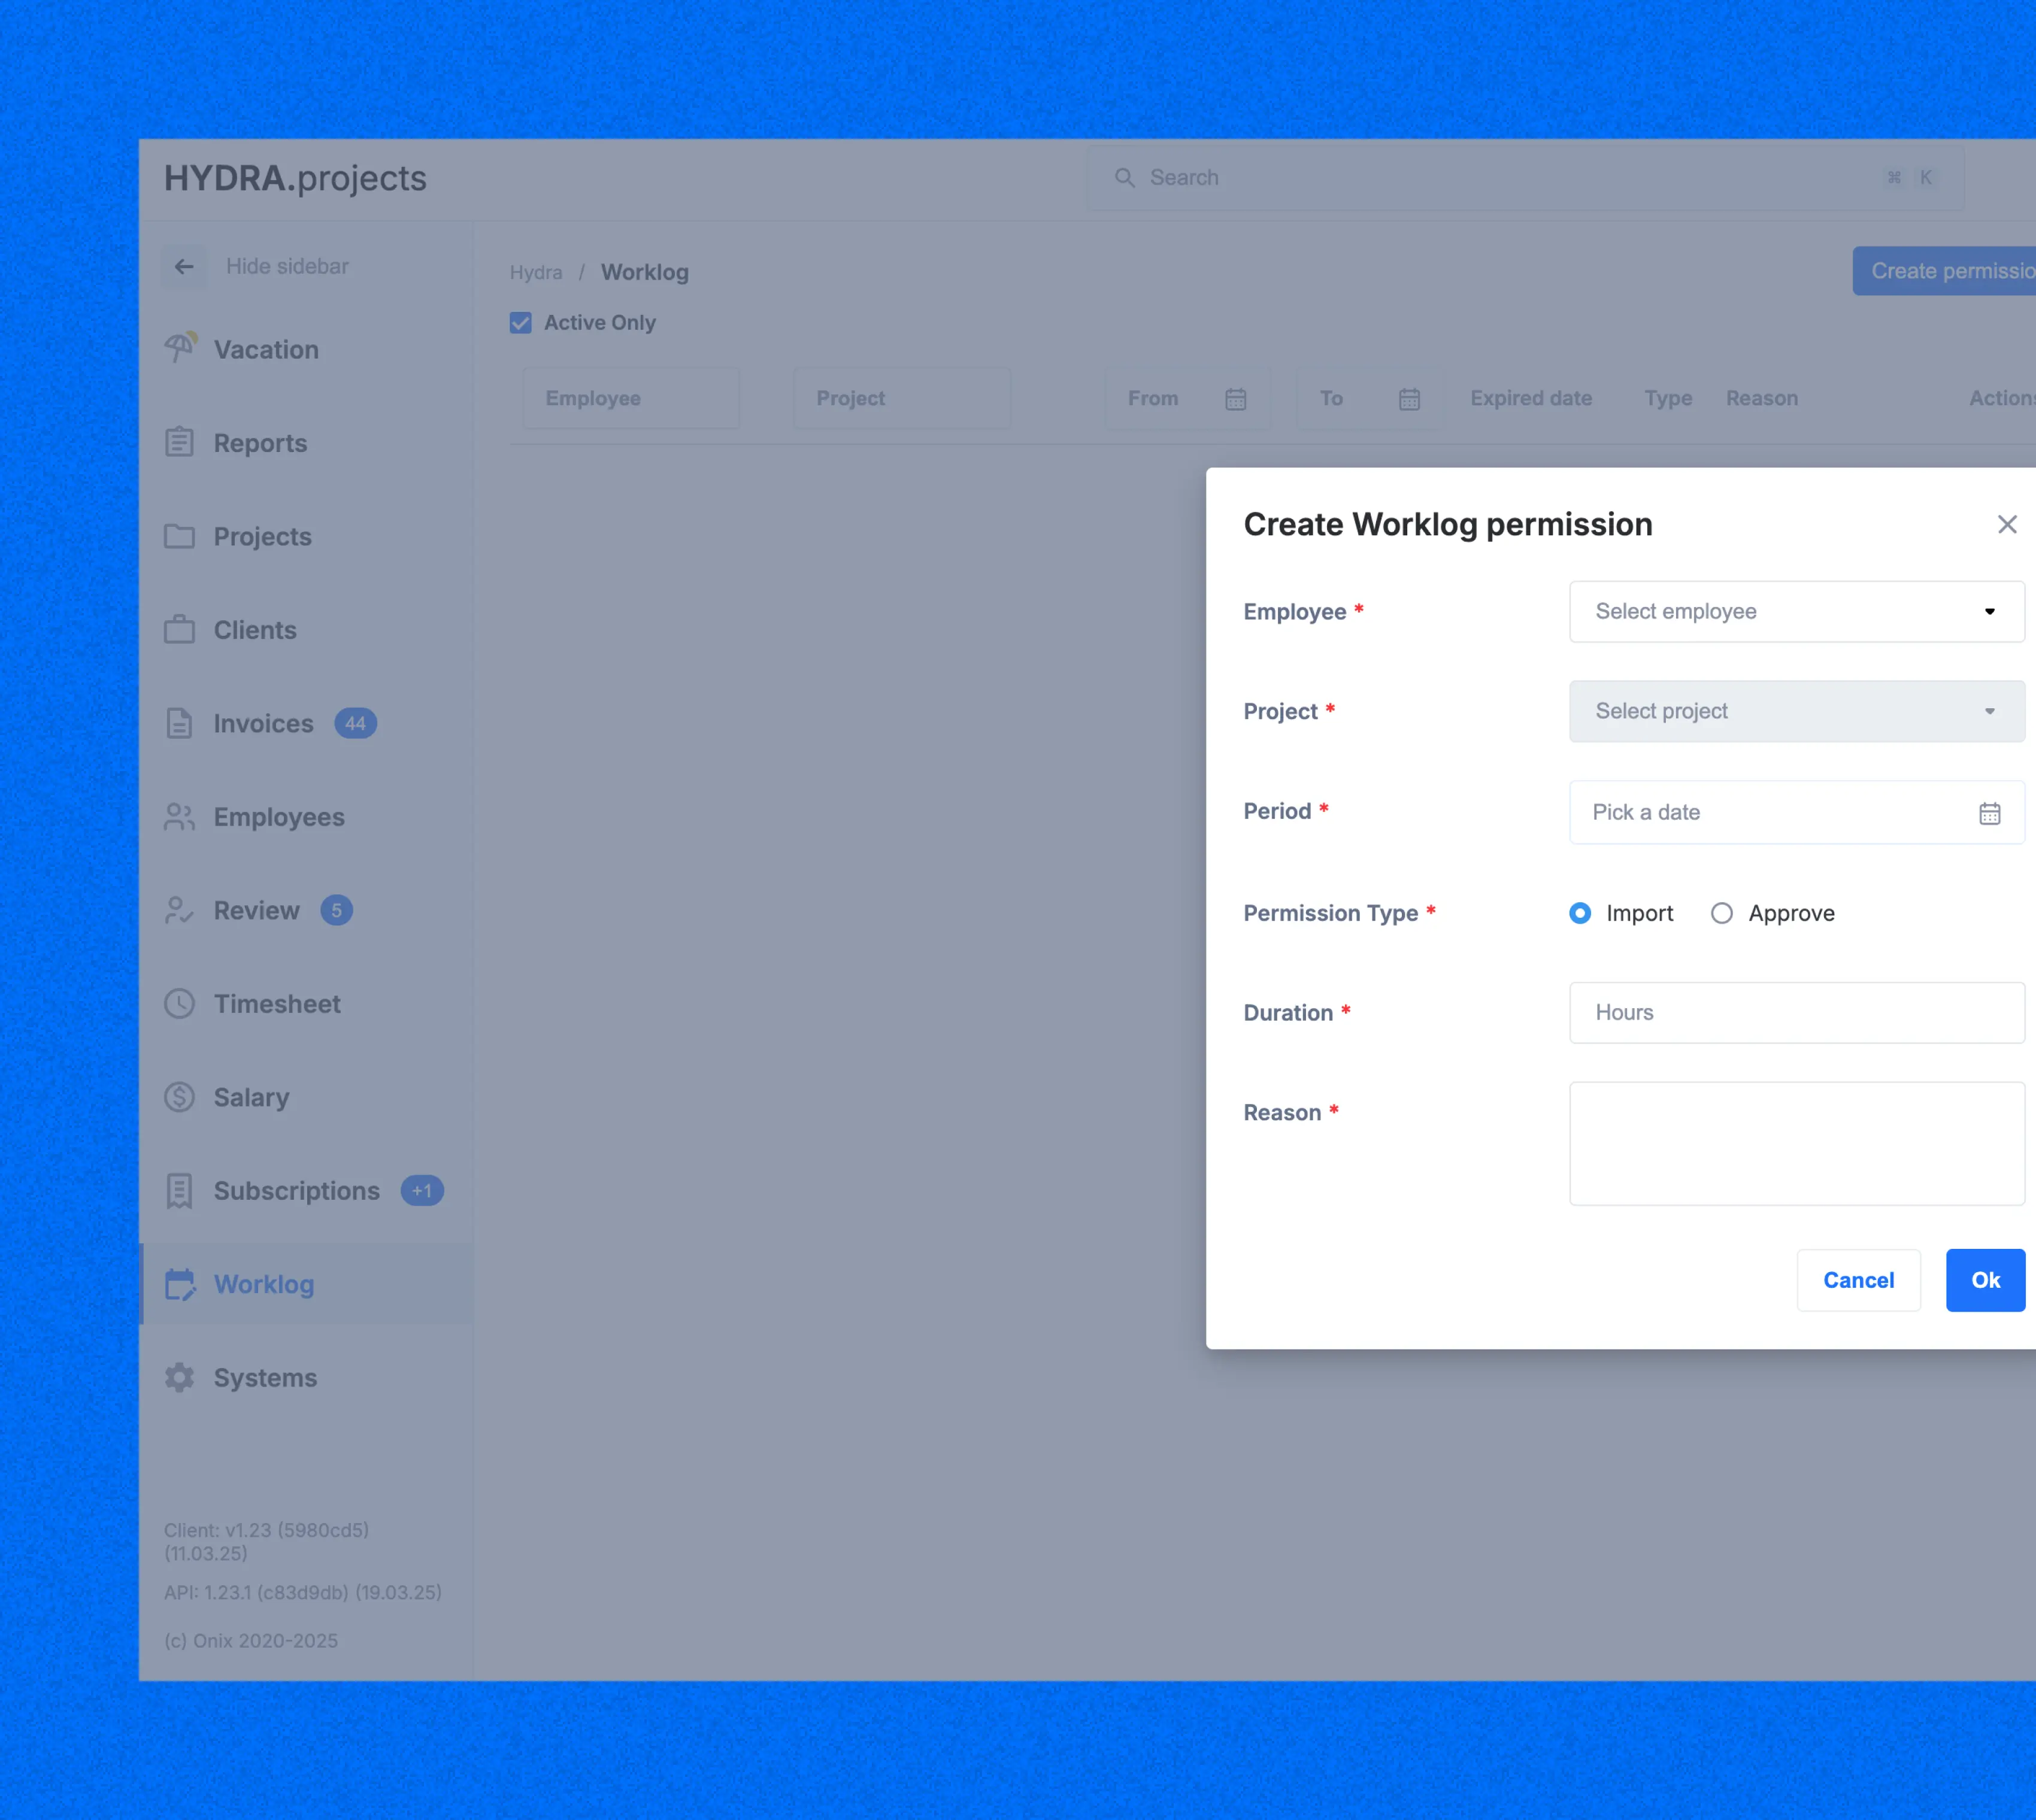 HYDRA.projects
Search
⌘ K
Hide sidebar
Vacation
Reports
Projects
Clients
Invoices 44
Employees
Review 5
Timesheet
Salary
Subscriptions +1
Worklog
Systems
Client: v1.23 (5980cd5)
(11.03.25)
API: 1.23.1 (c83d9db) (19.03.25)
(c) Onix 2020-2025
Hydra / Worklog
Create permissio
Active Only
Employee Project From To Expired date Type Reason Actions
Create Worklog permission
Employee * Select employee
Project * Select project
Period * Pick a date
Permission Type * Import Approve
Duration * Hours
Reason *
Cancel Ok